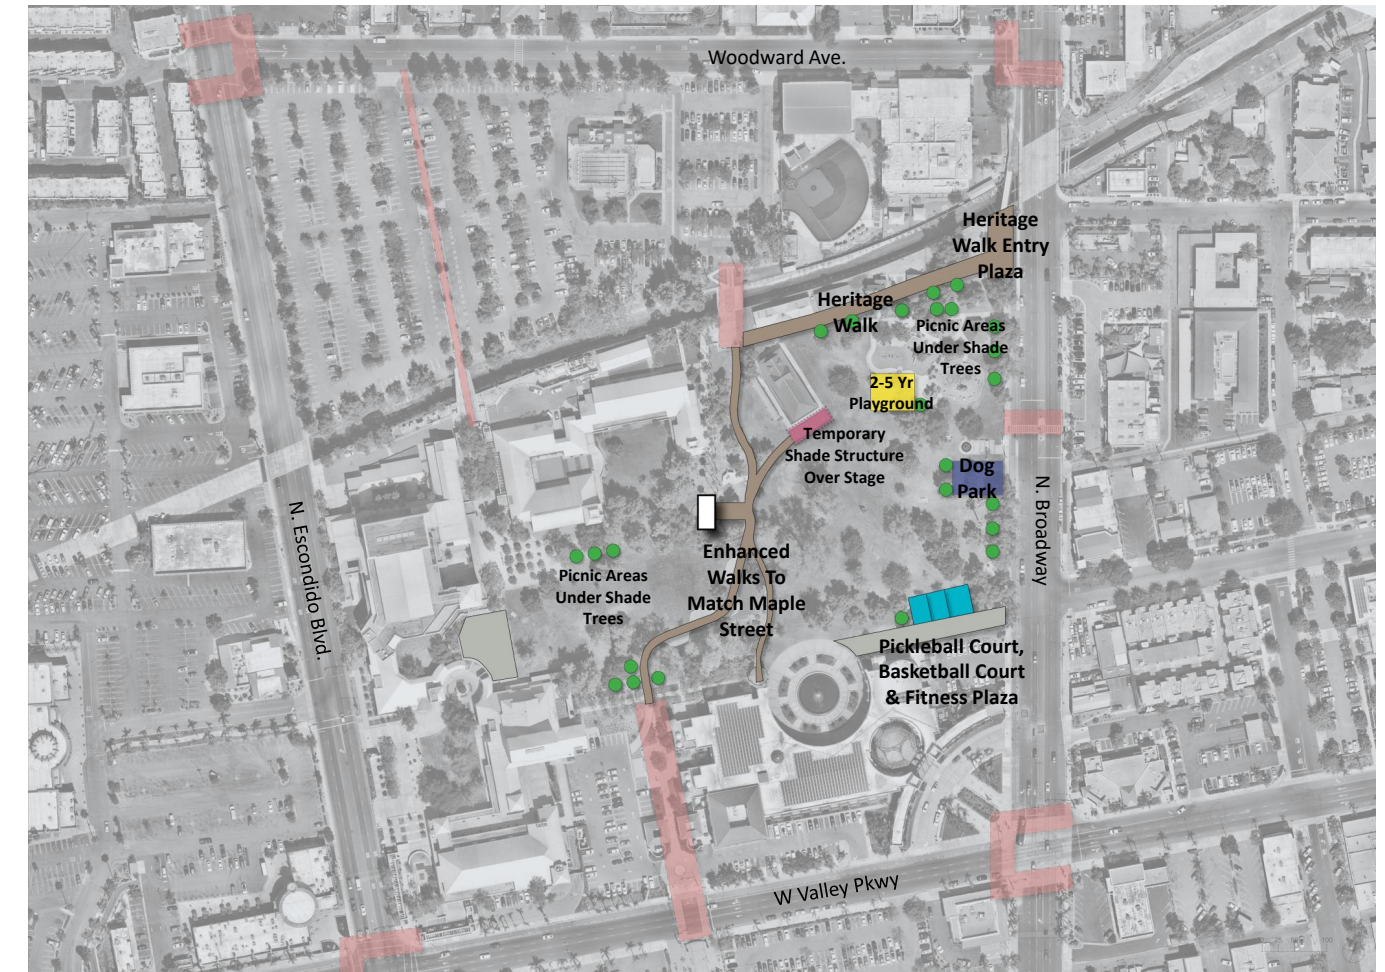 Woodward Ave.
Heritage
Walk Entry
Plaza
Heritage
Walk
Picnic Areas
Under Shade
Trees
2-5 Yr
Playground
Temporary
Shade Structure
Over Stage
Dog
Park
N. Broadway
N. Escondido Blvd.
Enhanced
Walks To
Match Maple
Street
Picnic Areas
Under Shade
Trees
Pickleball Court,
Basketball Court
& Fitness Plaza
W Valley Pkwy